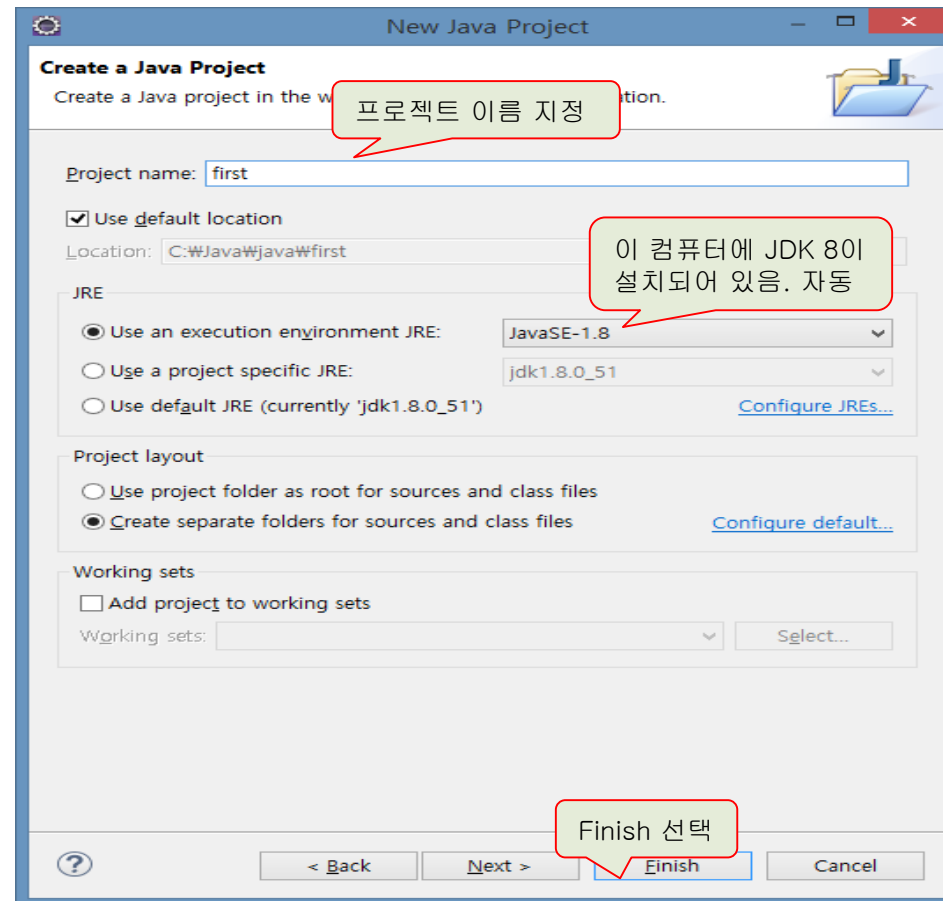 New Java Project
Create a Java Project
Create a Java project in the w
tion.
프로젝트 이름 지정
Project name: first
Use default location
Location: C:₩Java₩java₩first
이 컴퓨터에 JDK 8이
설치되어 있음. 자동
JRE
Use an execution environment JRE: JavaSE-1.8
Use a project specific JRE: jdk1.8.0_51
Use default JRE (currently 'jdk1.8.0_51') Configure JREs...
Project layout
Use project folder as root for sources and class files
Create separate folders for sources and class files Configure default...
Working sets
Add project to working sets
Working sets: Select...
Finish 선택
? < Back Next > Finish Cancel